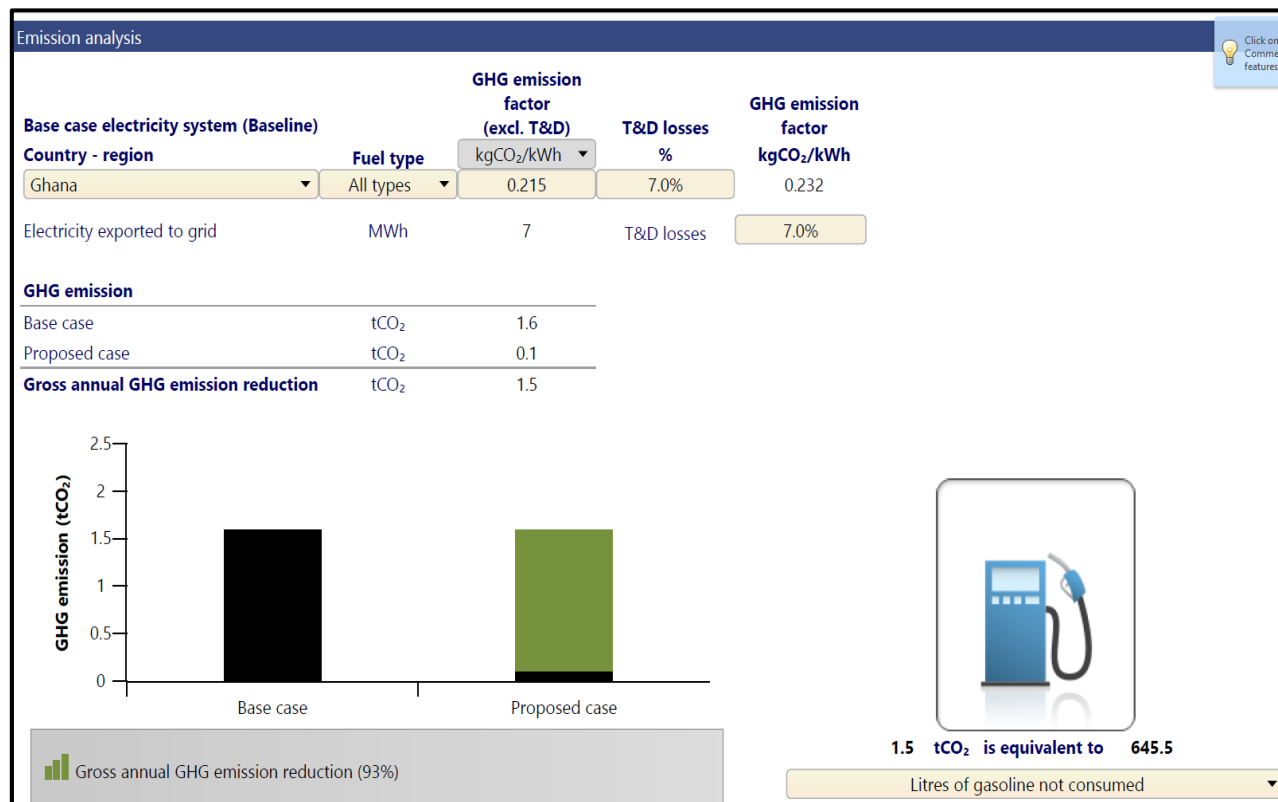 Emission analysis
Click on
Comme
features
GHG emission
factor
(excl. T&D)
GHG emission
factor
kgCO₂/kWh
Base case electricity system (Baseline)
T&D losses
Country - region
Fuel type
kgCO₂/kWh
%
Ghana
All types
0.215
7.0%
0.232
Electricity exported to grid
MWh
7
T&D losses
7.0%
GHG emission
Base case tCO₂ 1.6
Proposed case tCO₂ 0.1
Gross annual GHG emission reduction tCO₂ 1.5
GHG emission (tCO₂)
2.5
2
1.5
1
0.5
0
Base case
Proposed case
Gross annual GHG emission reduction (93%)
1.5 tCO₂ is equivalent to 645.5
Litres of gasoline not consumed